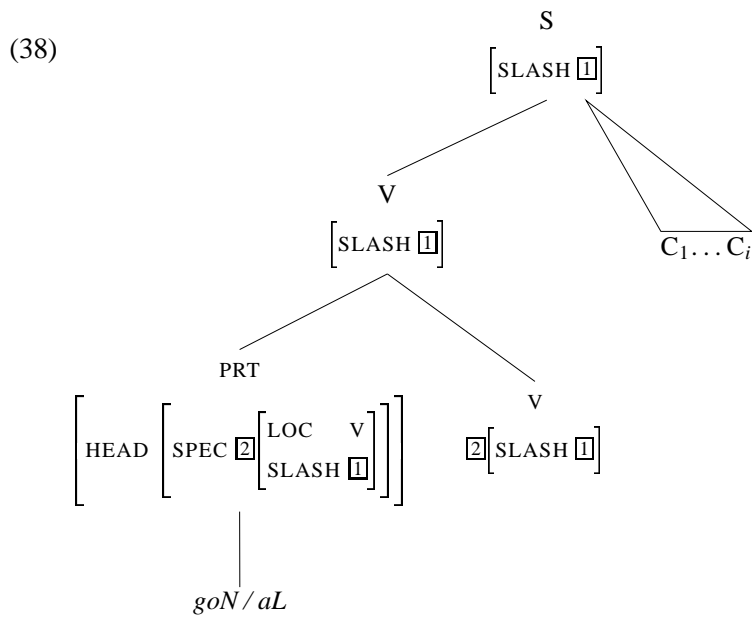 S
(38)
[SLASH 1]
V
[SLASH 1]
C1...Ci
PRT
V
[HEAD [SPEC 2 [LOC V
SLASH 1]]]
2[SLASH 1]
goN / aL